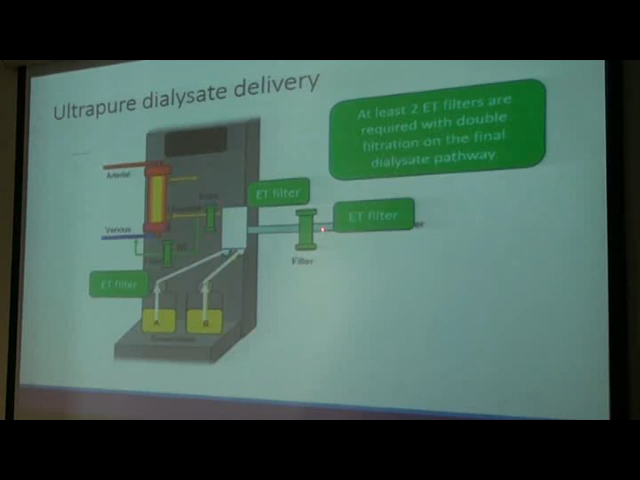 Ultrapure dialysate delivery
At least 2 ET filters are
required with double
filtration on the final
dialysate pathway
Arterial
ET filter
ET filter
Venous
Filter
ET filter
A
B